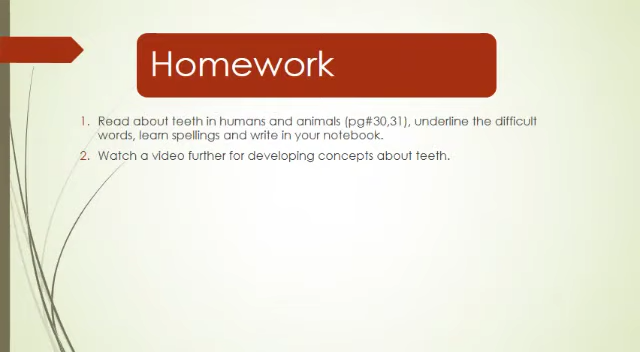 Homework
1. Read about teeth in humans and animals (pg#30,31), underline the difficult
words, learn spellings and write in your notebook.
2. Watch a video further for developing concepts about teeth.